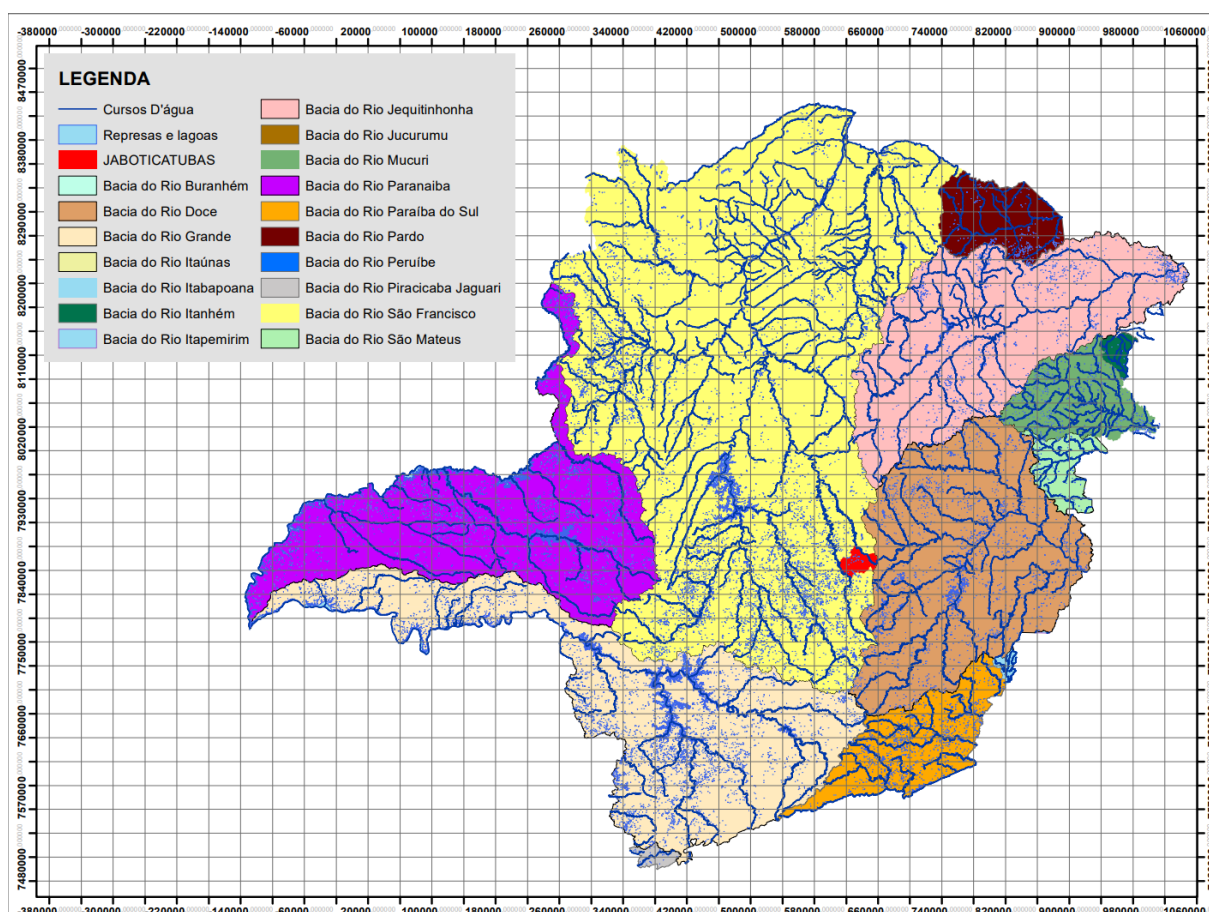 -380000 -300000 -220000 -140000 -60000 20000 100000 180000 260000 340000 420000 500000 580000 660000 740000 820000 900000 980000 1060000
LEGENDA
Cursos D'água
Represas e lagoas
JABOTICATUBAS
Bacia do Rio Buranhém
Bacia do Rio Doce
Bacia do Rio Grande
Bacia do Rio Itaúnas
Bacia do Rio Itabapoana
Bacia do Rio Itanhém
Bacia do Rio Itapemirim
Bacia do Rio Jequitinhonha
Bacia do Rio Jucurumu
Bacia do Rio Mucuri
Bacia do Rio Paranaiba
Bacia do Rio Paraíba do Sul
Bacia do Rio Pardo
Bacia do Rio Peruíbe
Bacia do Rio Piracicaba Jaguari
Bacia do Rio São Francisco
Bacia do Rio São Mateus
8470000
8380000
8290000
8200000
8110000
8020000
7930000
7840000
7750000
7660000
7570000
7480000
-380000 -300000 -220000 -140000 -60000 20000 100000 180000 260000 340000 420000 500000 580000 660000 740000 820000 900000 980000 1060000